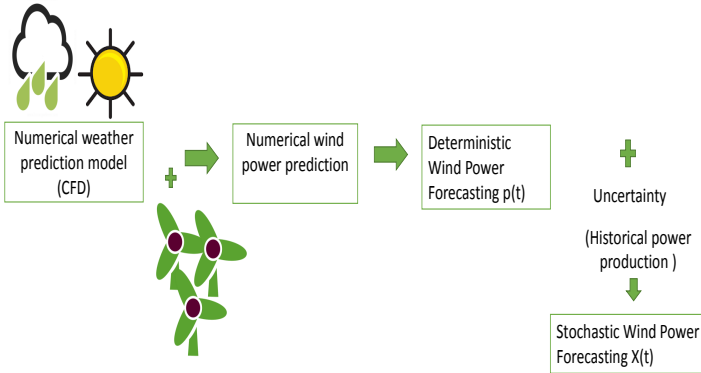 Numerical weather
prediction model
(CFD)
Numerical wind
power prediction
Deterministic
Wind Power
Forecasting p(t)
Uncertainty
(Historical power
production )
Stochastic Wind Power
Forecasting X(t)